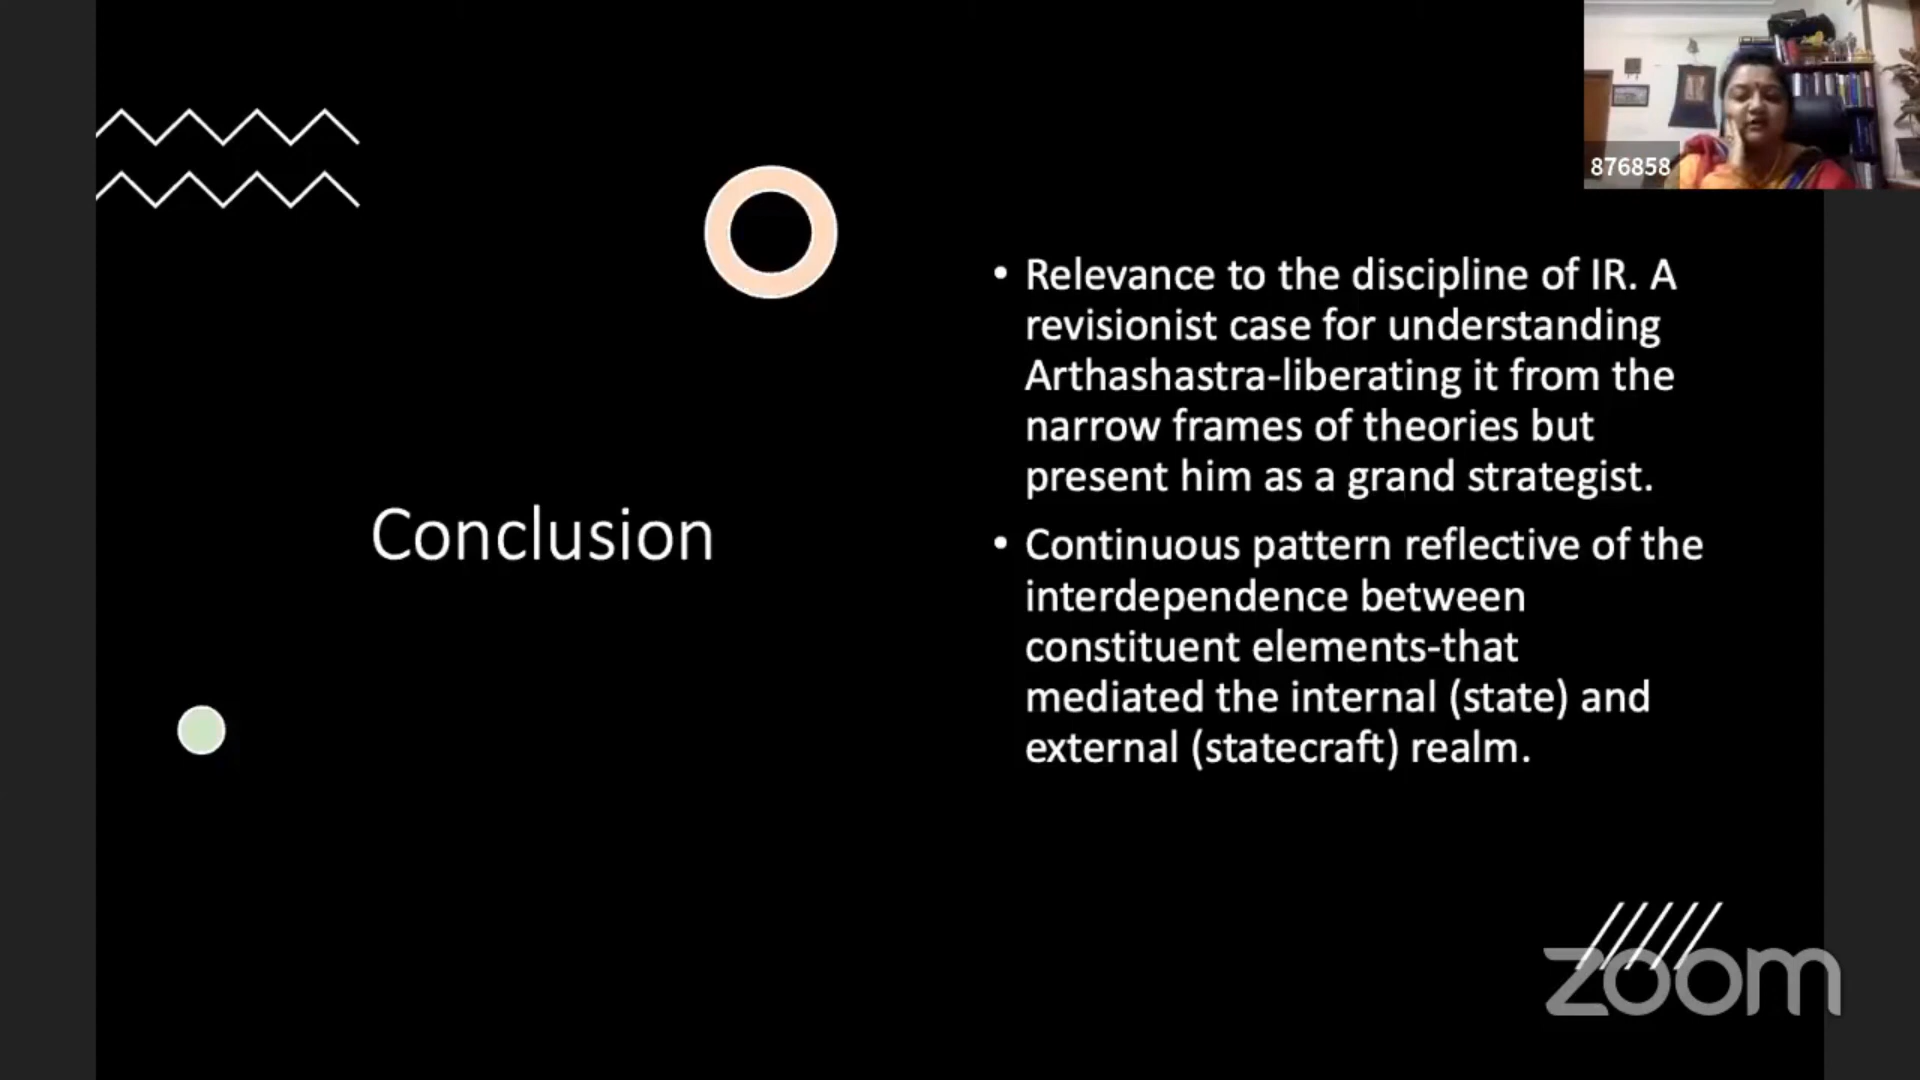 876858
Conclusion
• Relevance to the discipline of IR. A
revisionist case for understanding
Arthashastra-liberating it from the
narrow frames of theories but
present him as a grand strategist.
• Continuous pattern reflective of the
interdependence between
constituent elements-that
mediated the internal (state) and
external (statecraft) realm.
zoom